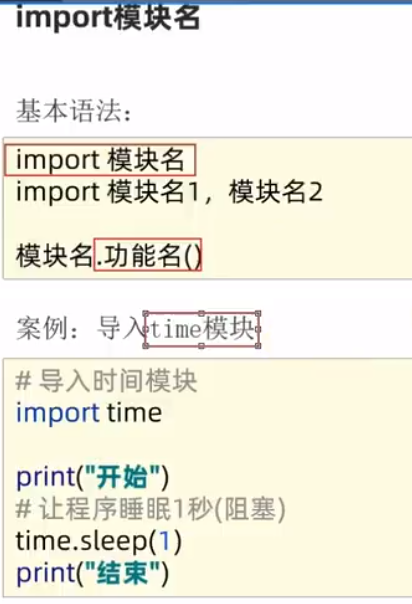 import模块名
基本语法：
import 模块名
import 模块名1，模块名2
模块名.功能名()
案例：导入time模块
# 导入时间模块
import time
print("开始")
# 让程序睡眠1秒(阻塞)
time.sleep(1)
print("结束")